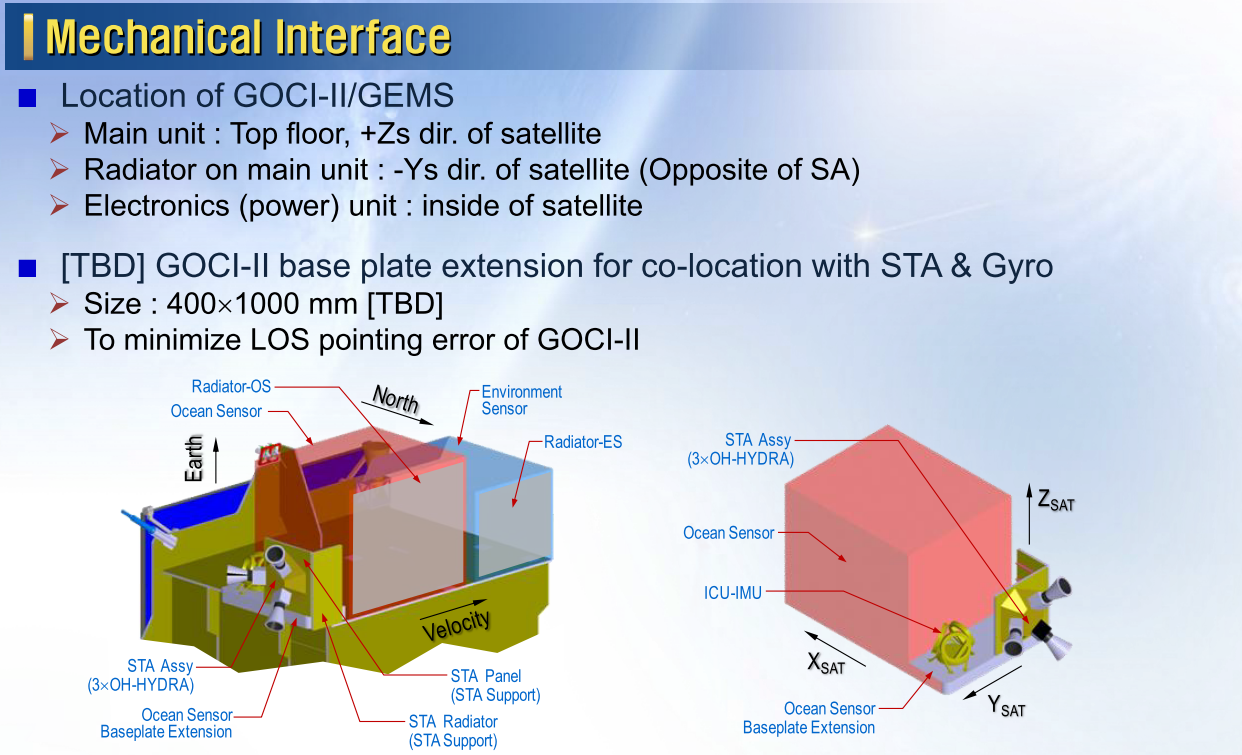 Mechanical Interface
Location of GOCI-II/GEMS
Main unit : Top floor, +Zs dir. of satellite
Radiator on main unit : -Ys dir. of satellite (Opposite of SA)
Electronics (power) unit : inside of satellite
[TBD] GOCI-II base plate extension for co-location with STA & Gyro
Size : 400×1000 mm [TBD]
To minimize LOS pointing error of GOCI-II
Radiator-OS
Ocean Sensor
North
Earth
Environment
Sensor
Radiator-ES
Velocity
STA Assy
(3×OH-HYDRA)
Ocean Sensor
Baseplate Extension
STA Panel
(STA Support)
STA Radiator
(STA Support)
STA Assy
(3×OH-HYDRA)
Ocean Sensor
ICU-IMU
ZSAT
XSAT
YSAT
Ocean Sensor
Baseplate Extension